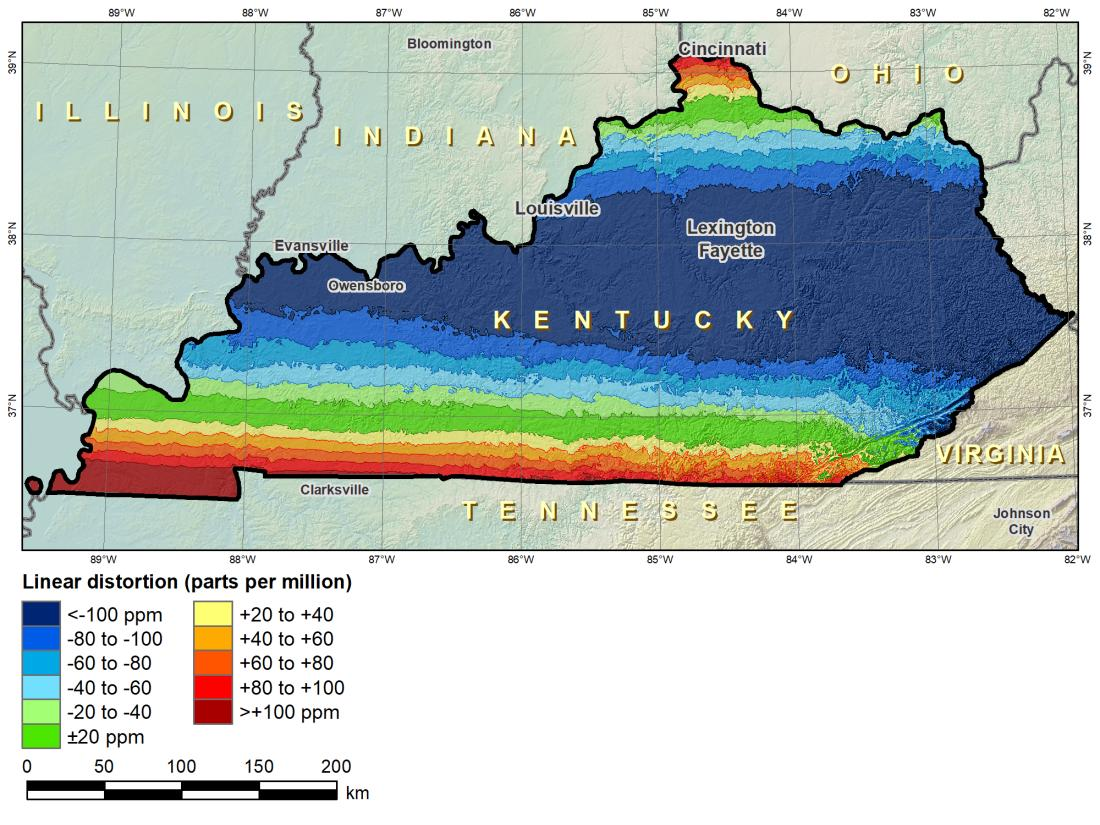 89°W 88°W 87°W 86°W 85°W 84°W 83°W 82°W
39°N
39°N
Bloomington
Cincinnati
OHIO
ILLINOIS
INDIANA
Louisville
Lexington
Fayette
38°N
38°N
Evansville
Owensboro
KENTUCKY
37°N
37°N
VIRGINIA
Clarksville
TENNESSEE
Johnson
City
89°W 88°W 87°W 86°W 85°W 84°W 83°W 82°W
Linear distortion (parts per million)
<-100 ppm
-80 to -100
-60 to -80
-40 to -60
-20 to -40
±20 ppm
+20 to +40
+40 to +60
+60 to +80
+80 to +100
>+100 ppm
0 50 100 150 200
km